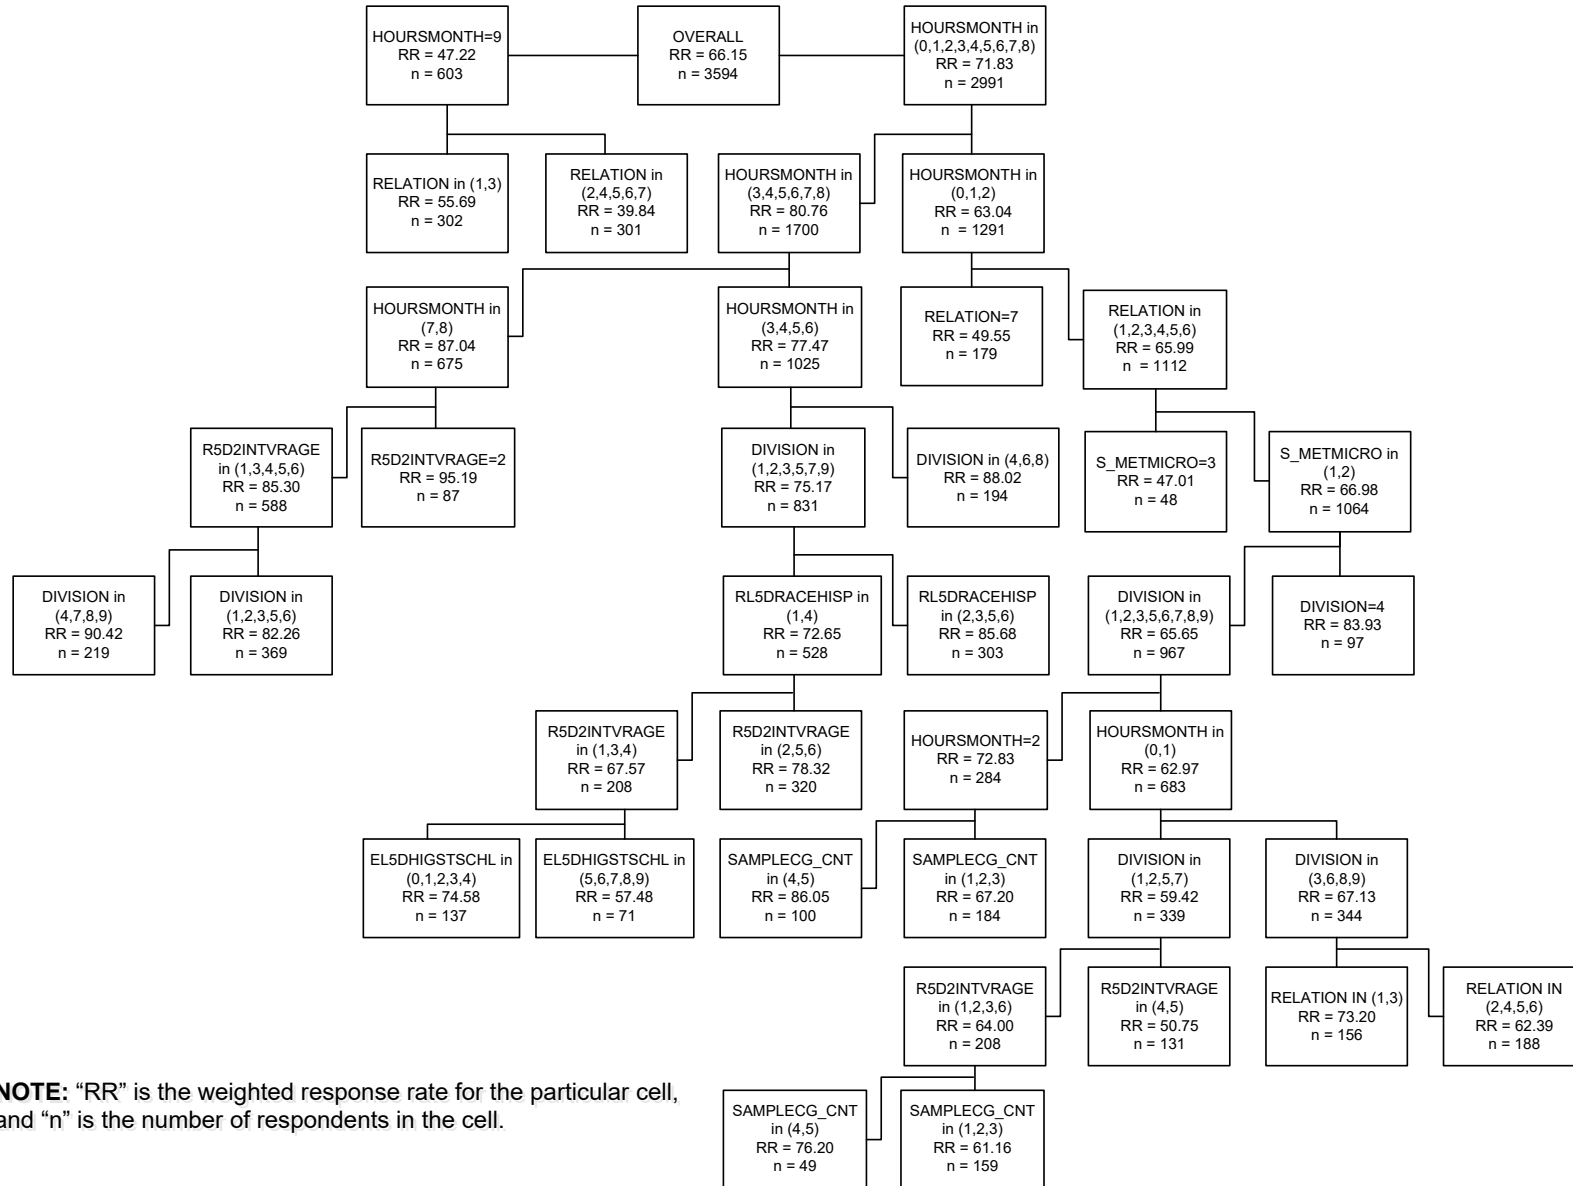 HOURSMONTH=9
RR = 47.22
n = 603
OVERALL
RR = 66.15
n = 3594
HOURSMONTH in
(0,1,2,3,4,5,6,7,8)
RR = 71.83
n = 2991
RELATION in (1,3)
RR = 55.69
n = 302
RELATION in
(2,4,5,6,7)
RR = 39.84
n = 301
HOURSMONTH in
(3,4,5,6,7,8)
RR = 80.76
n = 1700
HOURSMONTH in
(0,1,2)
RR = 63.04
n = 1291
HOURSMONTH in
(7,8)
RR = 87.04
n = 675
HOURSMONTH in
(3,4,5,6)
RR = 77.47
n = 1025
RELATION=7
RR = 49.55
n = 179
RELATION in
(1,2,3,4,5,6)
RR = 65.99
n = 1112
R5D2INTVRAGE
in (1,3,4,5,6)
RR = 85.30
n = 588
R5D2INTVRAGE=2
RR = 95.19
n = 87
DIVISION in
(1,2,3,5,7,9)
RR = 75.17
n = 831
DIVISION in (4,6,8)
RR = 88.02
n = 194
S_METMICRO=3
RR = 47.01
n = 48
S_METMICRO in
(1,2)
RR = 66.98
n = 1064
DIVISION in
(4,7,8,9)
RR = 90.42
n = 219
DIVISION in
(1,2,3,5,6)
RR = 82.26
n = 369
RL5DRACEHISP in
(1,4)
RR = 72.65
n = 528
RL5DRACEHISP
in (2,3,5,6)
RR = 85.68
n = 303
DIVISION in
(1,2,3,5,6,7,8,9)
RR = 65.65
n = 967
DIVISION=4
RR = 83.93
n = 97
R5D2INTVRAGE
in (1,3,4)
RR = 67.57
n = 208
R5D2INTVRAGE
in (2,5,6)
RR = 78.32
n = 320
HOURSMONTH=2
RR = 72.83
n = 284
HOURSMONTH in
(0,1)
RR = 62.97
n = 683
EL5DHIGSTSCHL in
(0,1,2,3,4)
RR = 74.58
n = 137
EL5DHIGSTSCHL in
(5,6,7,8,9)
RR = 57.48
n = 71
SAMPLECG_CNT
in (4,5)
RR = 86.05
n = 100
SAMPLECG_CNT
in (1,2,3)
RR = 67.20
n = 184
DIVISION in
(1,2,5,7)
RR = 59.42
n = 339
DIVISION in
(3,6,8,9)
RR = 67.13
n = 344
R5D2INTVRAGE
in (1,2,3,6)
RR = 64.00
n = 208
R5D2INTVRAGE
in (4,5)
RR = 50.75
n = 131
RELATION IN (1,3)
RR = 73.20
n = 156
RELATION IN
(2,4,5,6)
RR = 62.39
n = 188
SAMPLECG_CNT
in (4,5)
RR = 76.20
n = 49
SAMPLECG_CNT
in (1,2,3)
RR = 61.16
n = 159
NOTE: “RR” is the weighted response rate for the particular cell,
and “n” is the number of respondents in the cell.